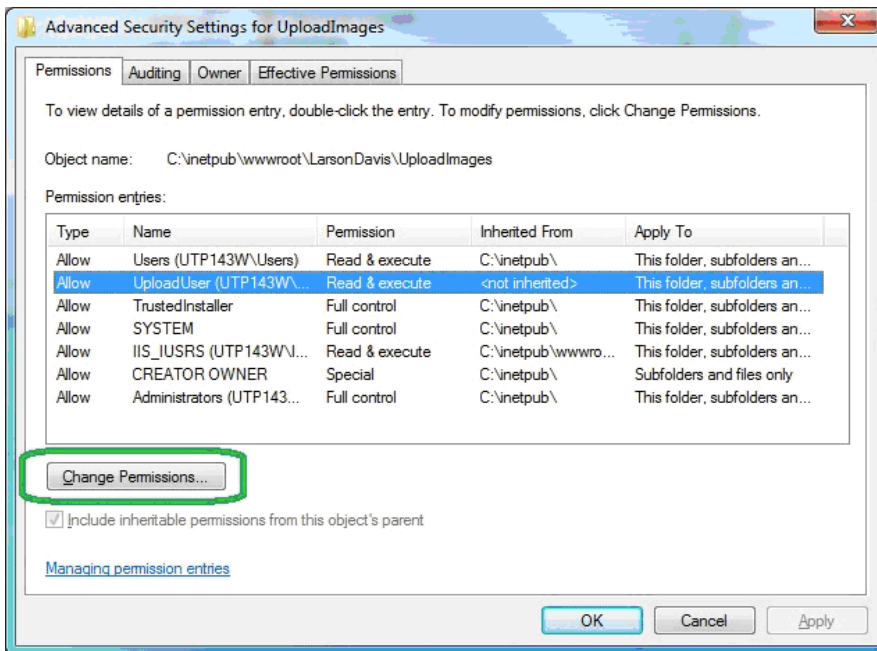 Advanced Security Settings for UploadImages
Permissions Auditing Owner Effective Permissions
To view details of a permission entry, double-click the entry. To modify permissions, click Change Permissions.
Object name: C:\inetpub\wwwroot\LarsonDavis\UploadImages
Permission entries:
Type Name Permission Inherited From Apply To
Allow Users (UTP143W\Users) Read & execute C:\inetpub\ This folder, subfolders an...
Allow UploadUser (UTP143W\... Read & execute <not inherited> This folder, subfolders an...
Allow TrustedInstaller Full control C:\inetpub\ This folder, subfolders an...
Allow SYSTEM Full control C:\inetpub\ This folder, subfolders an...
Allow IIS_IUSRS (UTP143W\I... Read & execute C:\inetpub\wwwro... This folder, subfolders an...
Allow CREATOR OWNER Special C:\inetpub\ Subfolders and files only
Allow Administrators (UTP143... Full control C:\inetpub\ This folder, subfolders an...
Change Permissions...
Include inheritable permissions from this object's parent
Managing permission entries
OK Cancel Apply